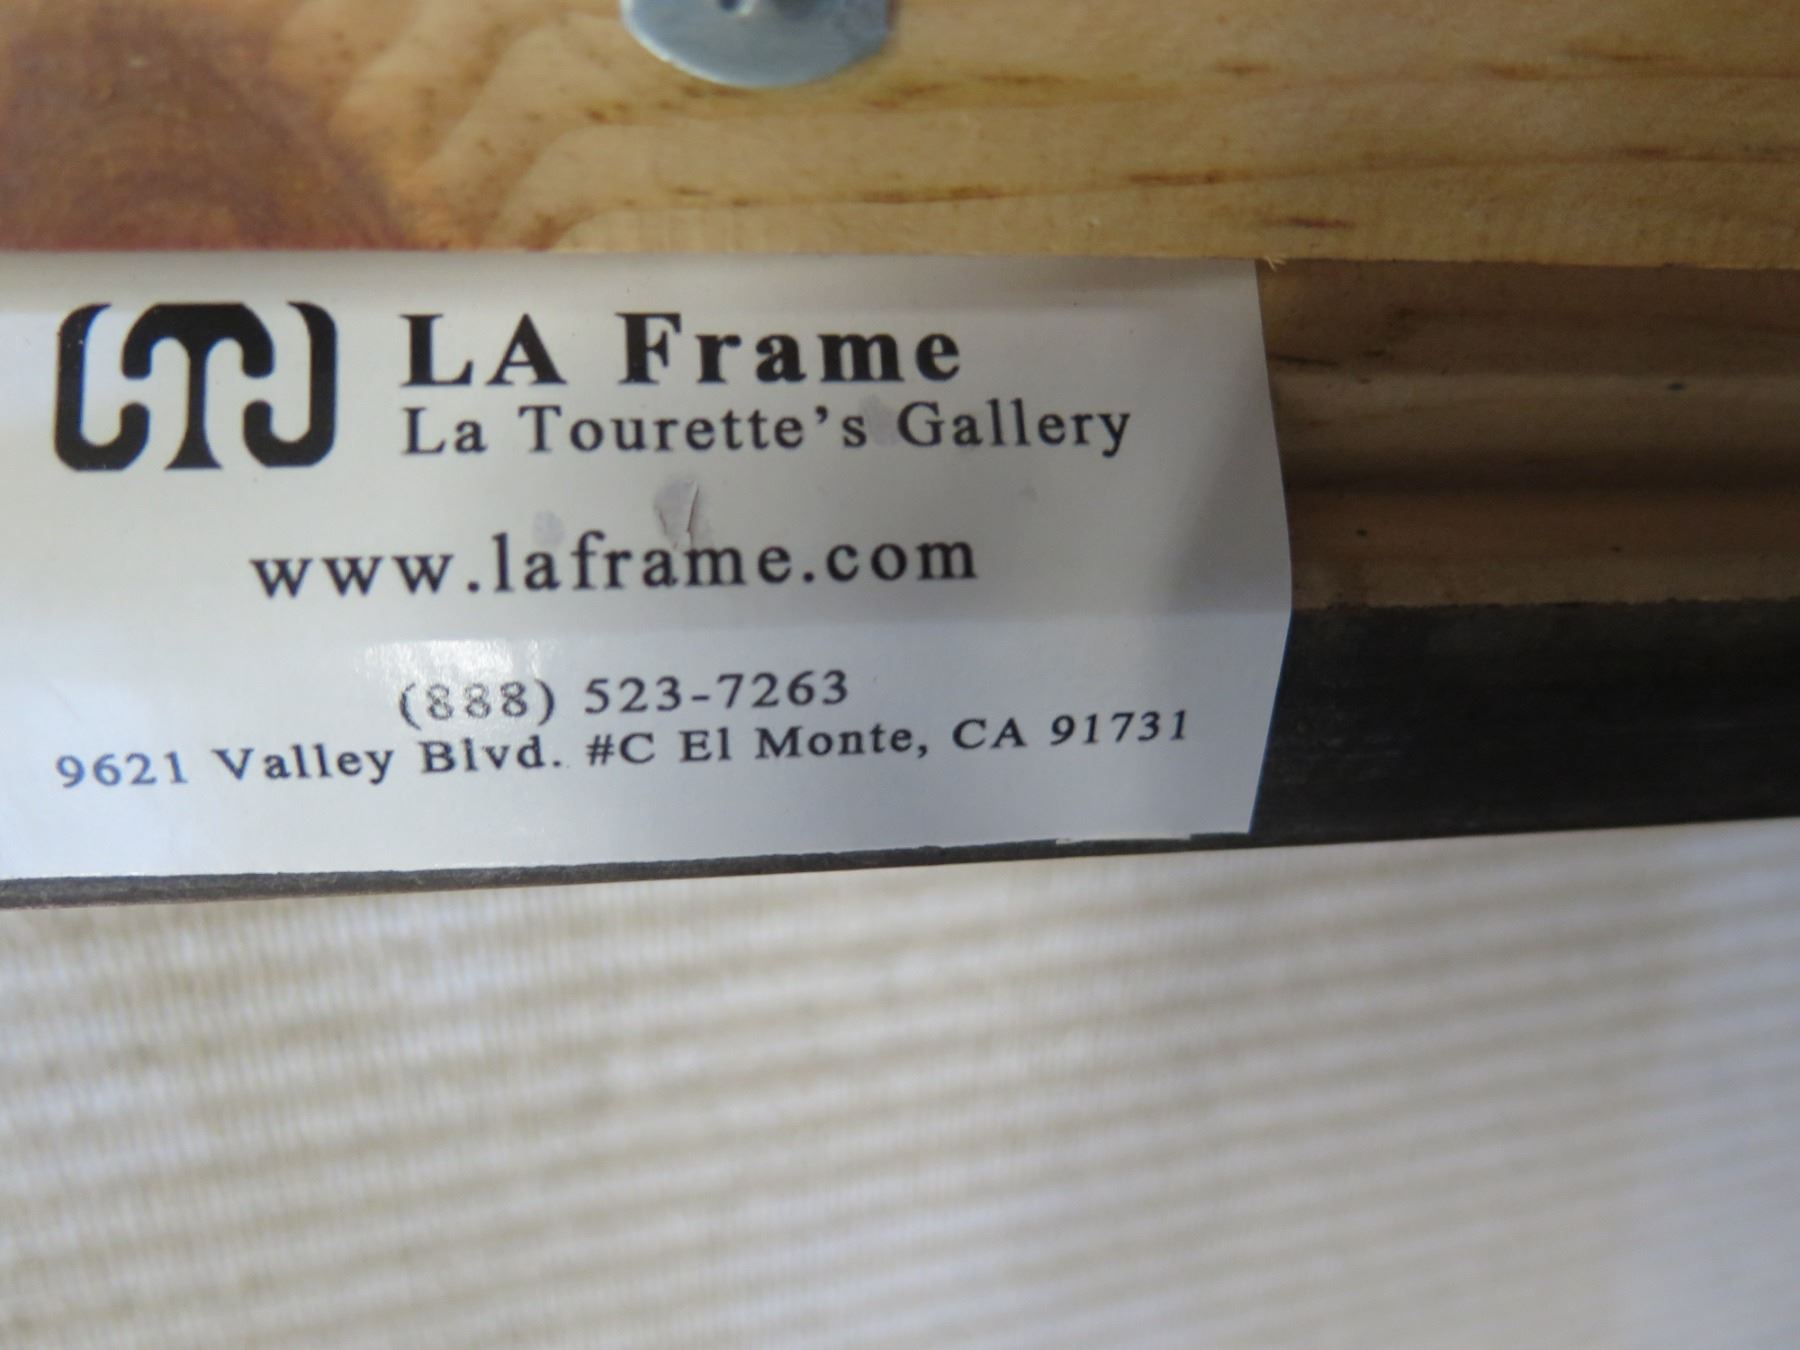 LA Frame
La Tourette's Gallery
www.laframe.com
(888) 523-7263
9621 Valley Blvd. #C El Monte, CA 91731